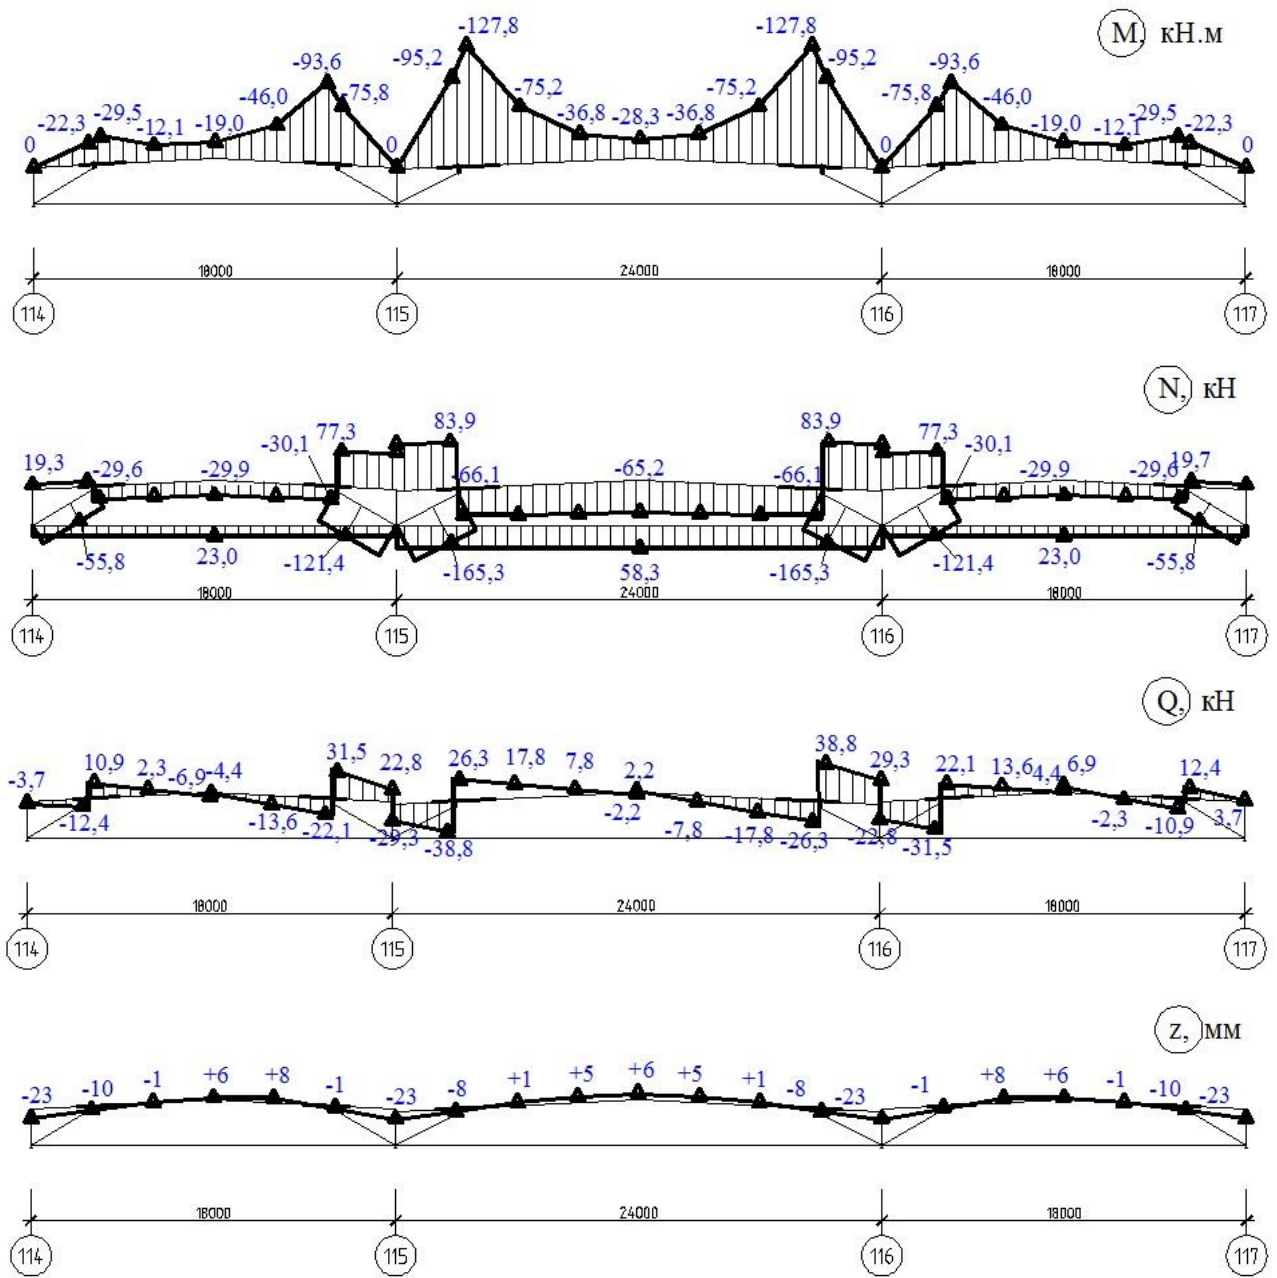 M, кН.м
-127,8 -127,8
-95,2 -95,2
-93,6 -93,6
-75,2 -75,2
-75,8 -75,8
-46,0 -46,0
-22,3 -29,5 -12,1 -19,0 -36,8 -28,3 -36,8 -19,0 -12,1 -29,5 -22,3
0 0 0 0
18000 24000 18000
114 115 116 117
N, кН
83,9 83,9
77,3 77,3
-30,1 -30,1
19,3 -29,6 -29,9 -66,1 -65,2 -66,1 -29,9 -29,6 19,7
-55,8 23,0 -121,4 -165,3 58,3 -165,3 -121,4 23,0 -55,8
18000 24000 18000
114 115 116 117
Q, кН
-3,7 10,9 2,3 -6,9 -4,4 31,5 22,8 26,3 17,8 7,8 2,2 38,8 29,3 22,1 13,6 4,4 6,9 12,4
-12,4 -13,6 -22,1 -29,3 -38,8 -2,2 -7,8 -17,8 -26,3 -22,8 -31,5 -2,3 -10,9 3,7
18000 24000 18000
114 115 116 117
z, мм
-23 -10 -1 +6 +8 -1 -23 -8 +1 +5 +6 +5 +1 -8 -23 -1 +8 +6 -1 -10 -23
18000 24000 18000
114 115 116 117